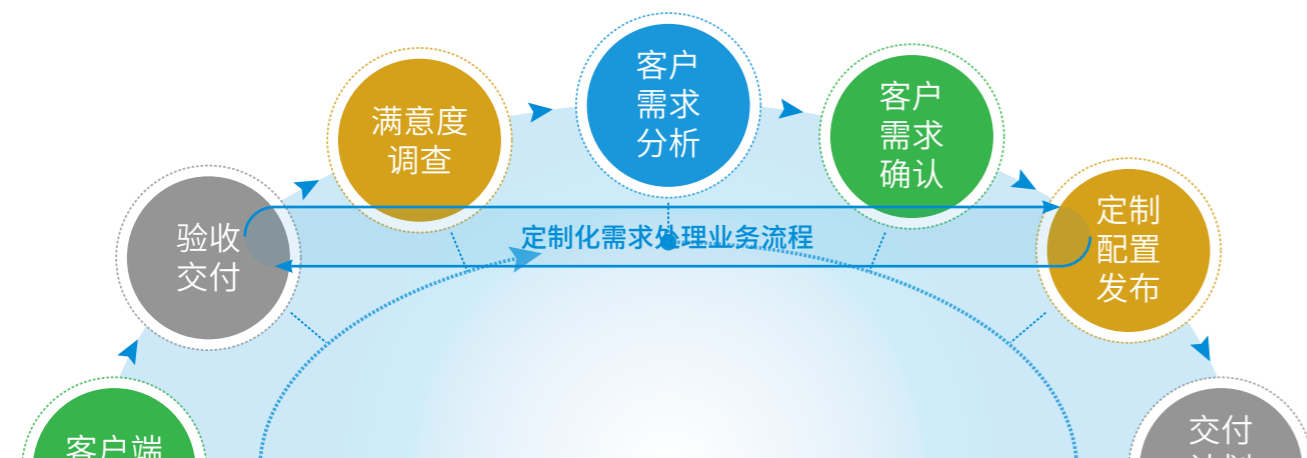 客户
需求
分析
客户
需求
确认
满意度
调查
定制
配置
发布
验收
交付
定制化需求处理业务流程
交付
客户端